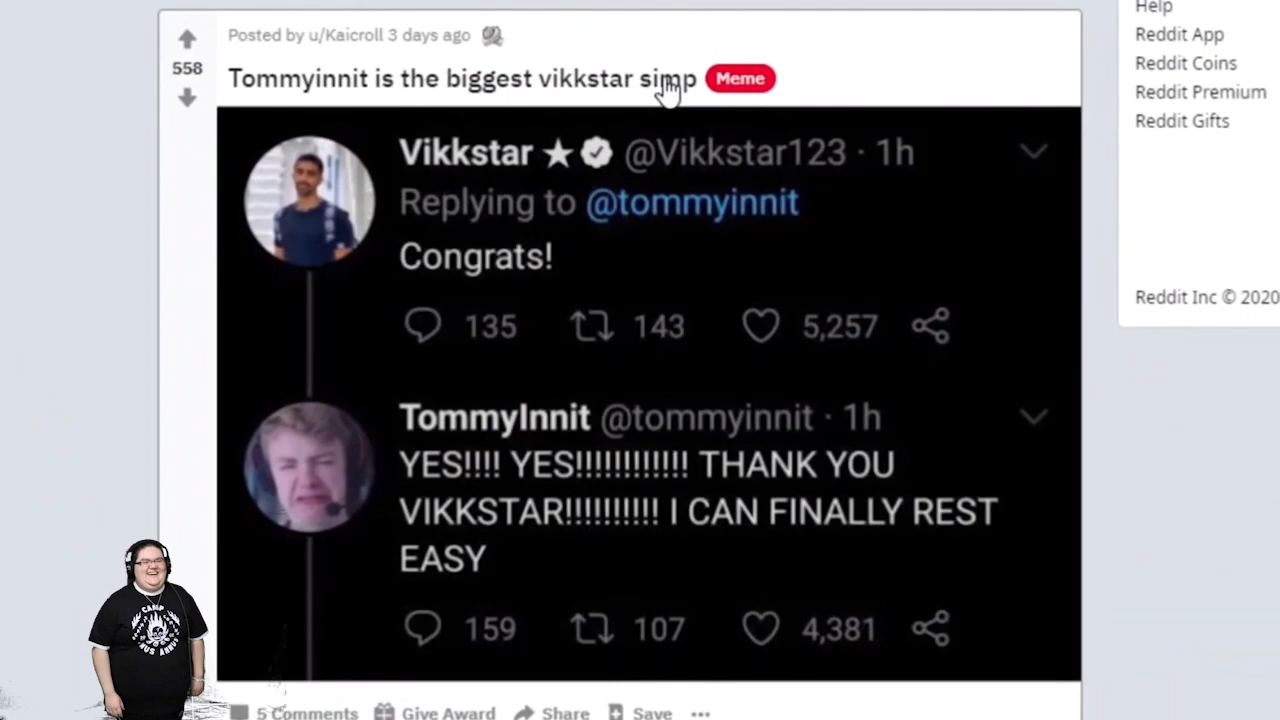 Help
Reddit App
Reddit Coins
Reddit Premium
Reddit Gifts
Reddit Inc © 2020
Posted by u/Kaicroll 3 days ago
558
Tommyinnit is the biggest vikkstar simp Meme
Vikkstar ★ @Vikkstar123 · 1h
Replying to @tommyinnit
Congrats!
135 143 5,257
TommyInnit @tommyinnit · 1h
YES!!!! YES!!!!!!!!!!!! THANK YOU
VIKKSTAR!!!!!!!!!! I CAN FINALLY REST
EASY
159 107 4,381
5 Comments Give Award Share Save ...
CAMP